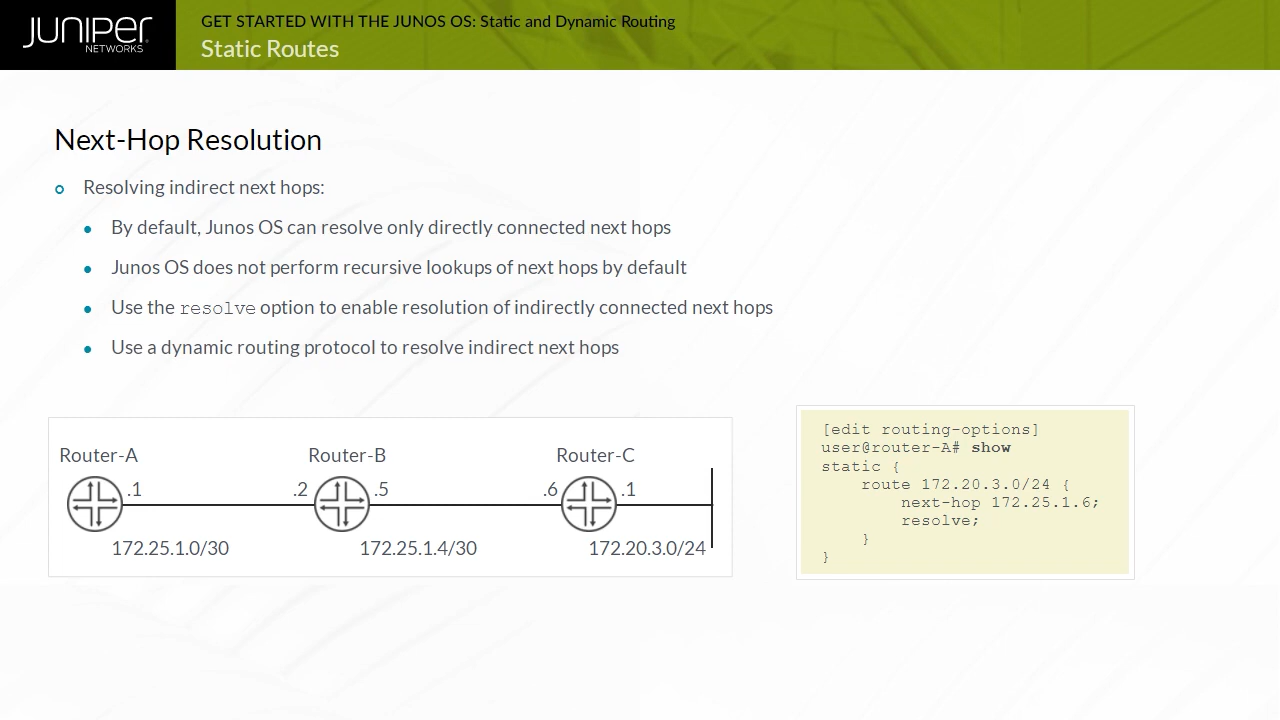 JUNIPER
NETWORKS
GET STARTED WITH THE JUNOS OS: Static and Dynamic Routing
Static Routes
Next-Hop Resolution
Resolving indirect next hops:
By default, Junos OS can resolve only directly connected next hops
Junos OS does not perform recursive lookups of next hops by default
Use the resolve option to enable resolution of indirectly connected next hops
Use a dynamic routing protocol to resolve indirect next hops
Router-A Router-B Router-C
.1 .2 .5 .6 .1
172.25.1.0/30 172.25.1.4/30 172.20.3.0/24
[edit routing-options]
user@router-A# show
static {
route 172.20.3.0/24 {
next-hop 172.25.1.6;
resolve;
}
}